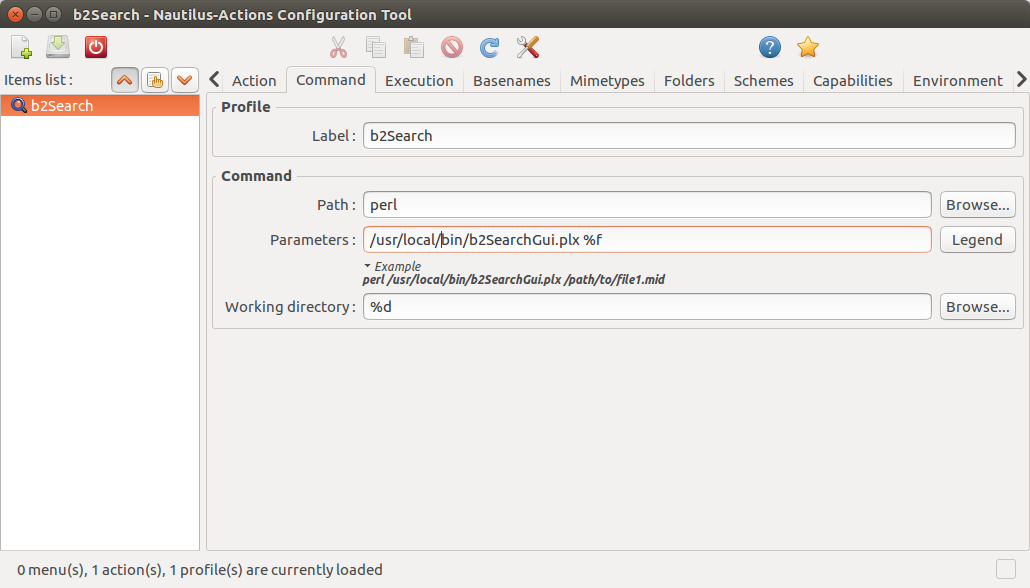 b2Search - Nautilus-Actions Configuration Tool
Items list :
Action Command Execution Basenames Mimetypes Folders Schemes Capabilities Environment
b2Search
Profile
Label : b2Search
Command
Path : perl Browse...
Parameters : /usr/local/bin/b2SearchGui.plx %f Legend
Example
perl /usr/local/bin/b2SearchGui.plx /path/to/file1.mid
Working directory : %d Browse...
0 menu(s), 1 action(s), 1 profile(s) are currently loaded